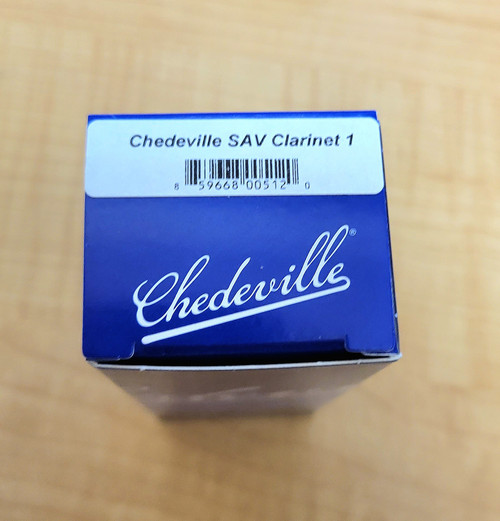 Chedeville SAV Clarinet 1
8 59668 00512 0
Chedeville®